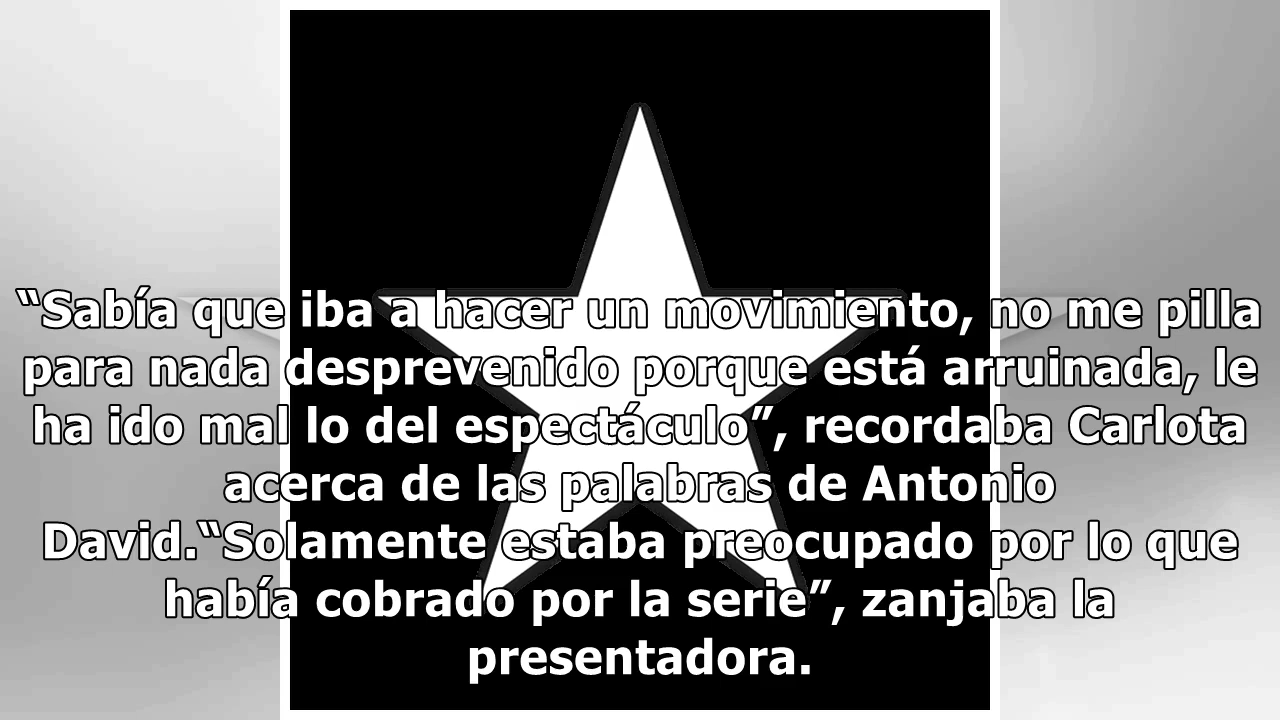 “Sabía que iba a hacer un movimiento, no me pilla
para nada desprevenido porque está arruinada, le
ha ido mal lo del espectáculo”, recordaba Carlota
acerca de las palabras de Antonio
David.“Solamente estaba preocupado por lo que
había cobrado por la serie”, zanjaba la
presentadora.